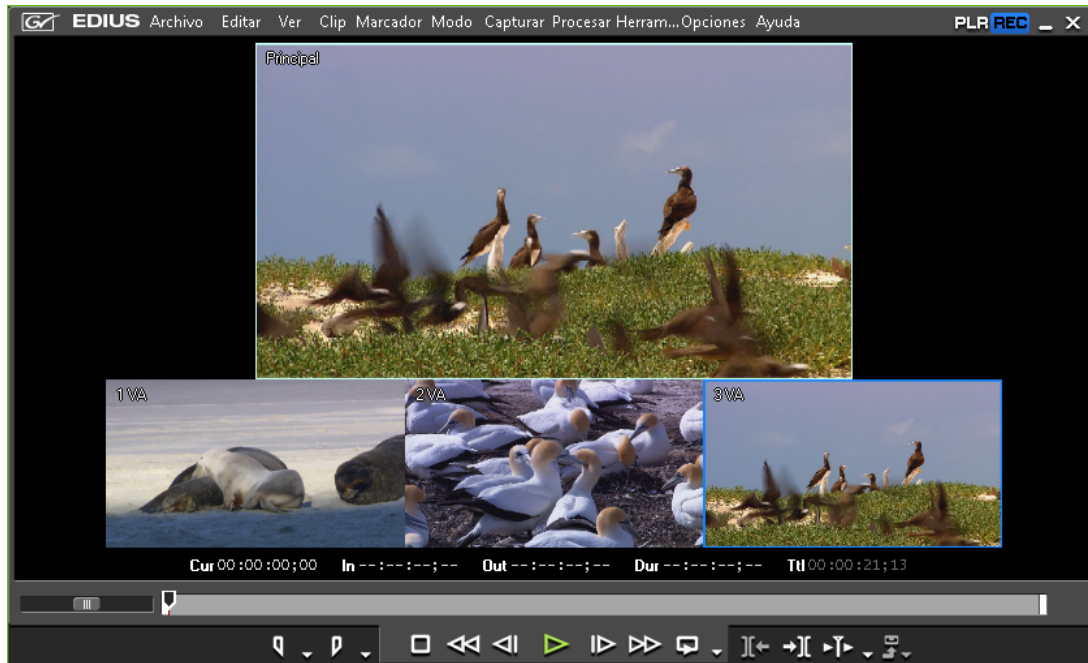 EDIUS Archivo Editar Ver Clip Marcador Modo Capturar Procesar Herram... Opciones Ayuda PLR REC
Principal
1 VA 2 VA 3 VA
Cur 00:00:00;00 In --:--:--;-- Out --:--:--;-- Dur --:--:--;-- Ttl 00:00:21;13